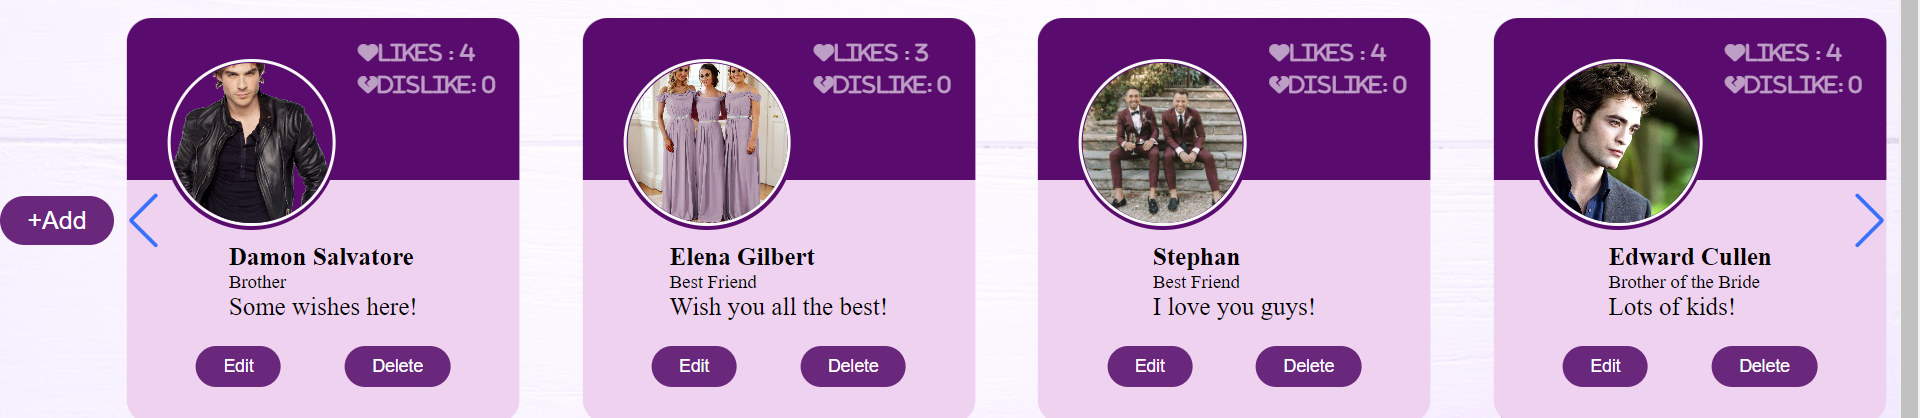 +Add
LIKES : 4
DISLIKE: 0
Damon Salvatore
Brother
Some wishes here!
Edit Delete
LIKES : 3
DISLIKE: 0
Elena Gilbert
Best Friend
Wish you all the best!
Edit Delete
LIKES : 4
DISLIKE: 0
Stephan
Best Friend
I love you guys!
Edit Delete
LIKES : 4
DISLIKE: 0
Edward Cullen
Brother of the Bride
Lots of kids!
Edit Delete